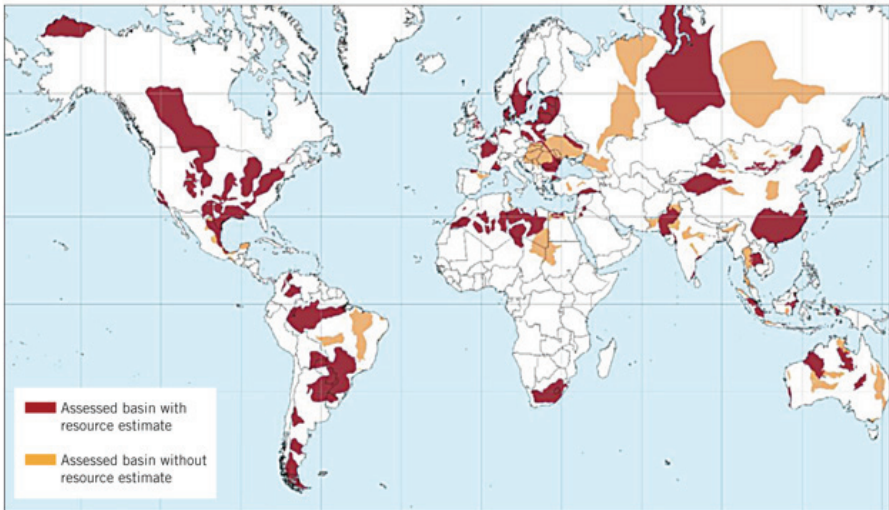 Assessed basin with
resource estimate
Assessed basin without
resource estimate